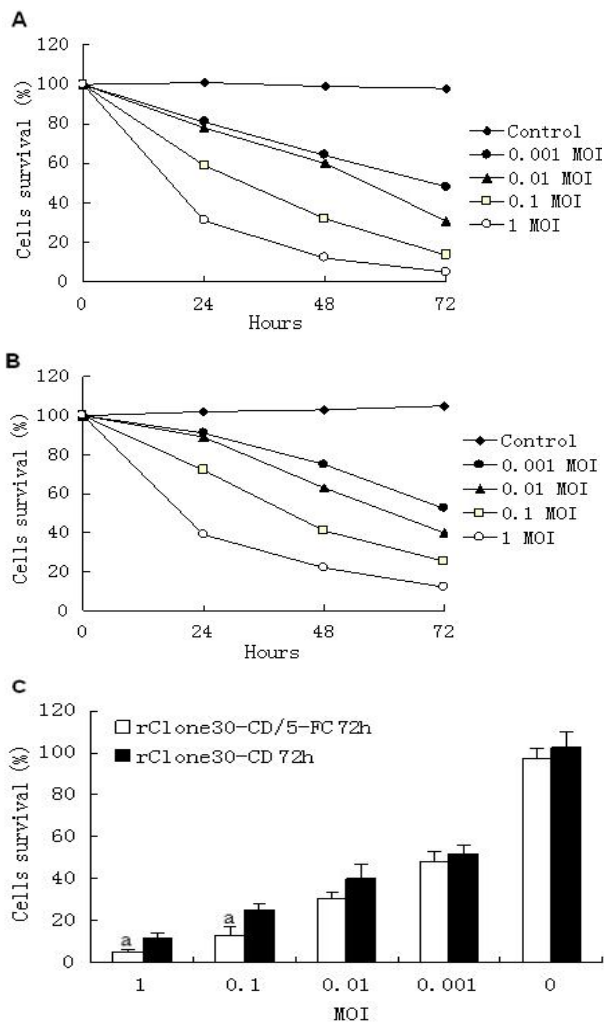 A
120
100
80
60
40
20
0
Cells survival (%)
0 24 48 72
Hours
Control
0.001 MOI
0.01 MOI
0.1 MOI
1 MOI
B
120
100
80
60
40
20
0
Cells survival (%)
0 24 48 72
Hours
Control
0.001 MOI
0.01 MOI
0.1 MOI
1 MOI
C
120
100
80
60
40
20
0
Cells survival (%)
rClone30-CD/5-FC 72h
rClone30-CD 72h
a
a
1 0.1 0.01 0.001 0
MOI